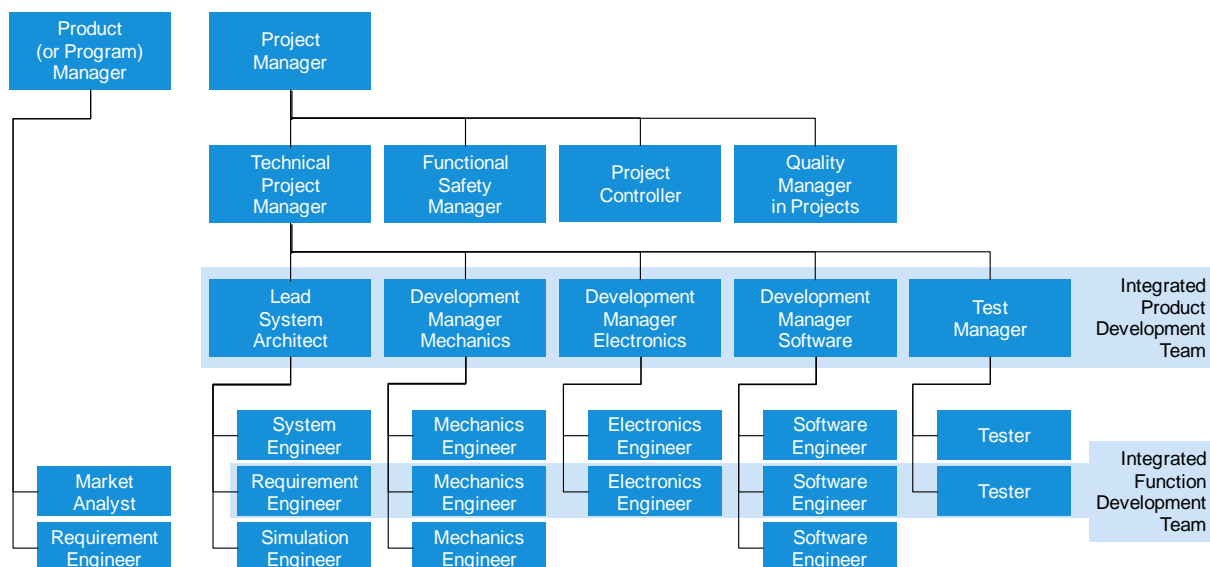 Product
(or Program)
Manager
Project
Manager
Technical
Project
Manager
Functional
Safety
Manager
Project
Controller
Quality
Manager
in Projects
Lead
System
Architect
Development
Manager
Mechanics
Development
Manager
Electronics
Development
Manager
Software
Test
Manager
Integrated
Product
Development
Team
System
Engineer
Mechanics
Engineer
Electronics
Engineer
Software
Engineer
Tester
Market
Analyst
Requirement
Engineer
Mechanics
Engineer
Electronics
Engineer
Software
Engineer
Tester
Integrated
Function
Development
Team
Requirement
Engineer
Simulation
Engineer
Mechanics
Engineer
Software
Engineer